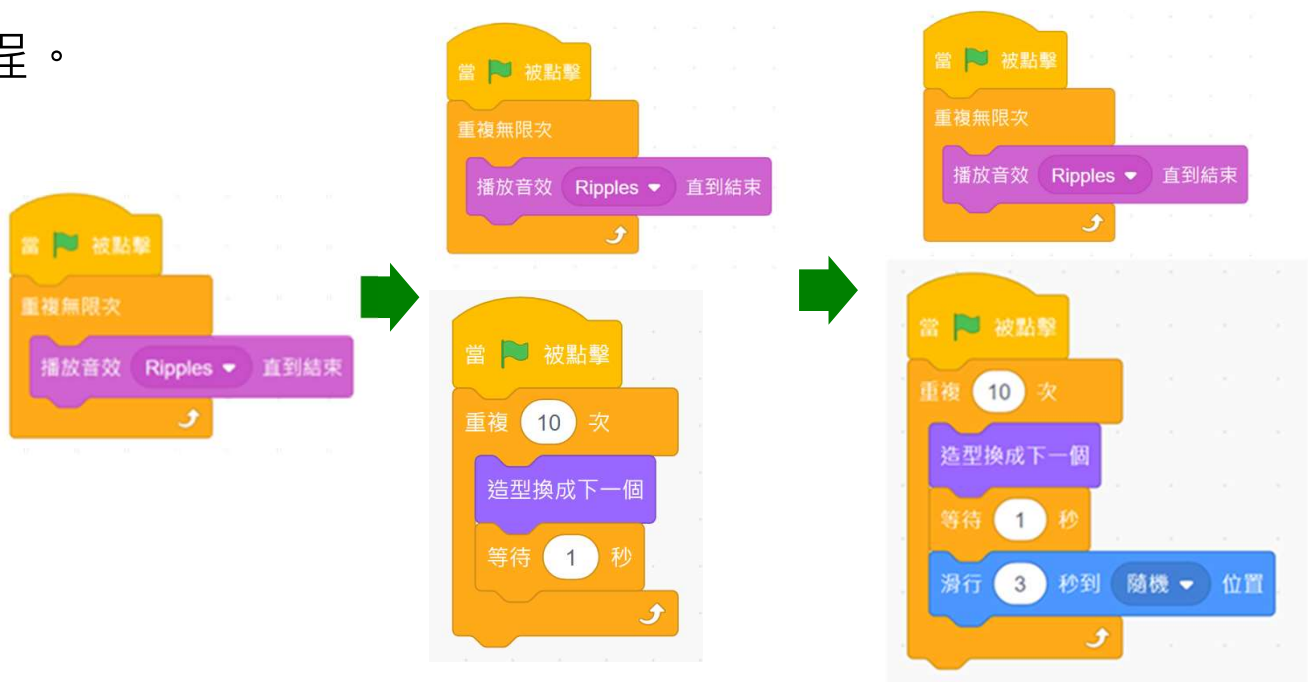 呈。
當 被點擊
重複無限次
播放音效 Ripples 直到結束
當 被點擊
重複無限次
播放音效 Ripples 直到結束
當 被點擊
重複 10 次
造型換成下一個
等待 1 秒
當 被點擊
重複無限次
播放音效 Ripples 直到結束
當 被點擊
重複 10 次
造型換成下一個
等待 1 秒
滑行 3 秒到 隨機 位置